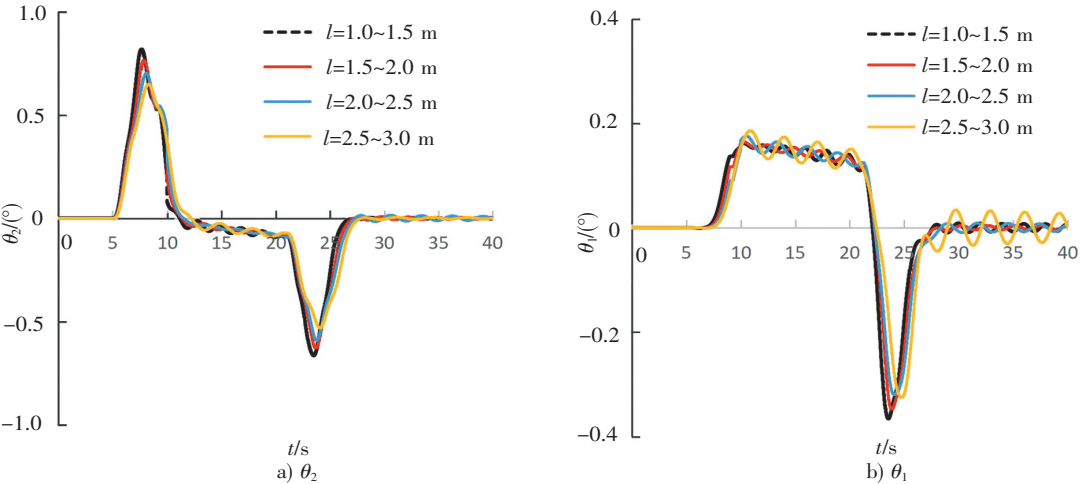 1.0
0.5
0
−0.5
−1.0
θ2/(°)
0 5 10 15 20 25 30 35 40
l=1.0~1.5 m
l=1.5~2.0 m
l=2.0~2.5 m
l=2.5~3.0 m
t/s
a) θ2
0.4
0.2
0
−0.2
−0.4
θ1/(°)
0 5 10 15 20 25 30 35 40
l=1.0~1.5 m
l=1.5~2.0 m
l=2.0~2.5 m
l=2.5~3.0 m
t/s
b) θ1